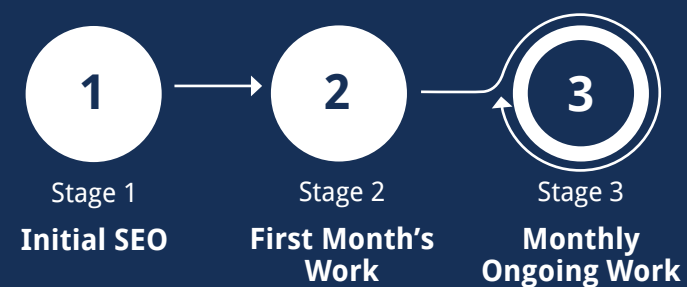 1
2
3
Stage 1
Stage 2
Stage 3
Initial SEO
First Month’s
Work
Monthly
Ongoing Work